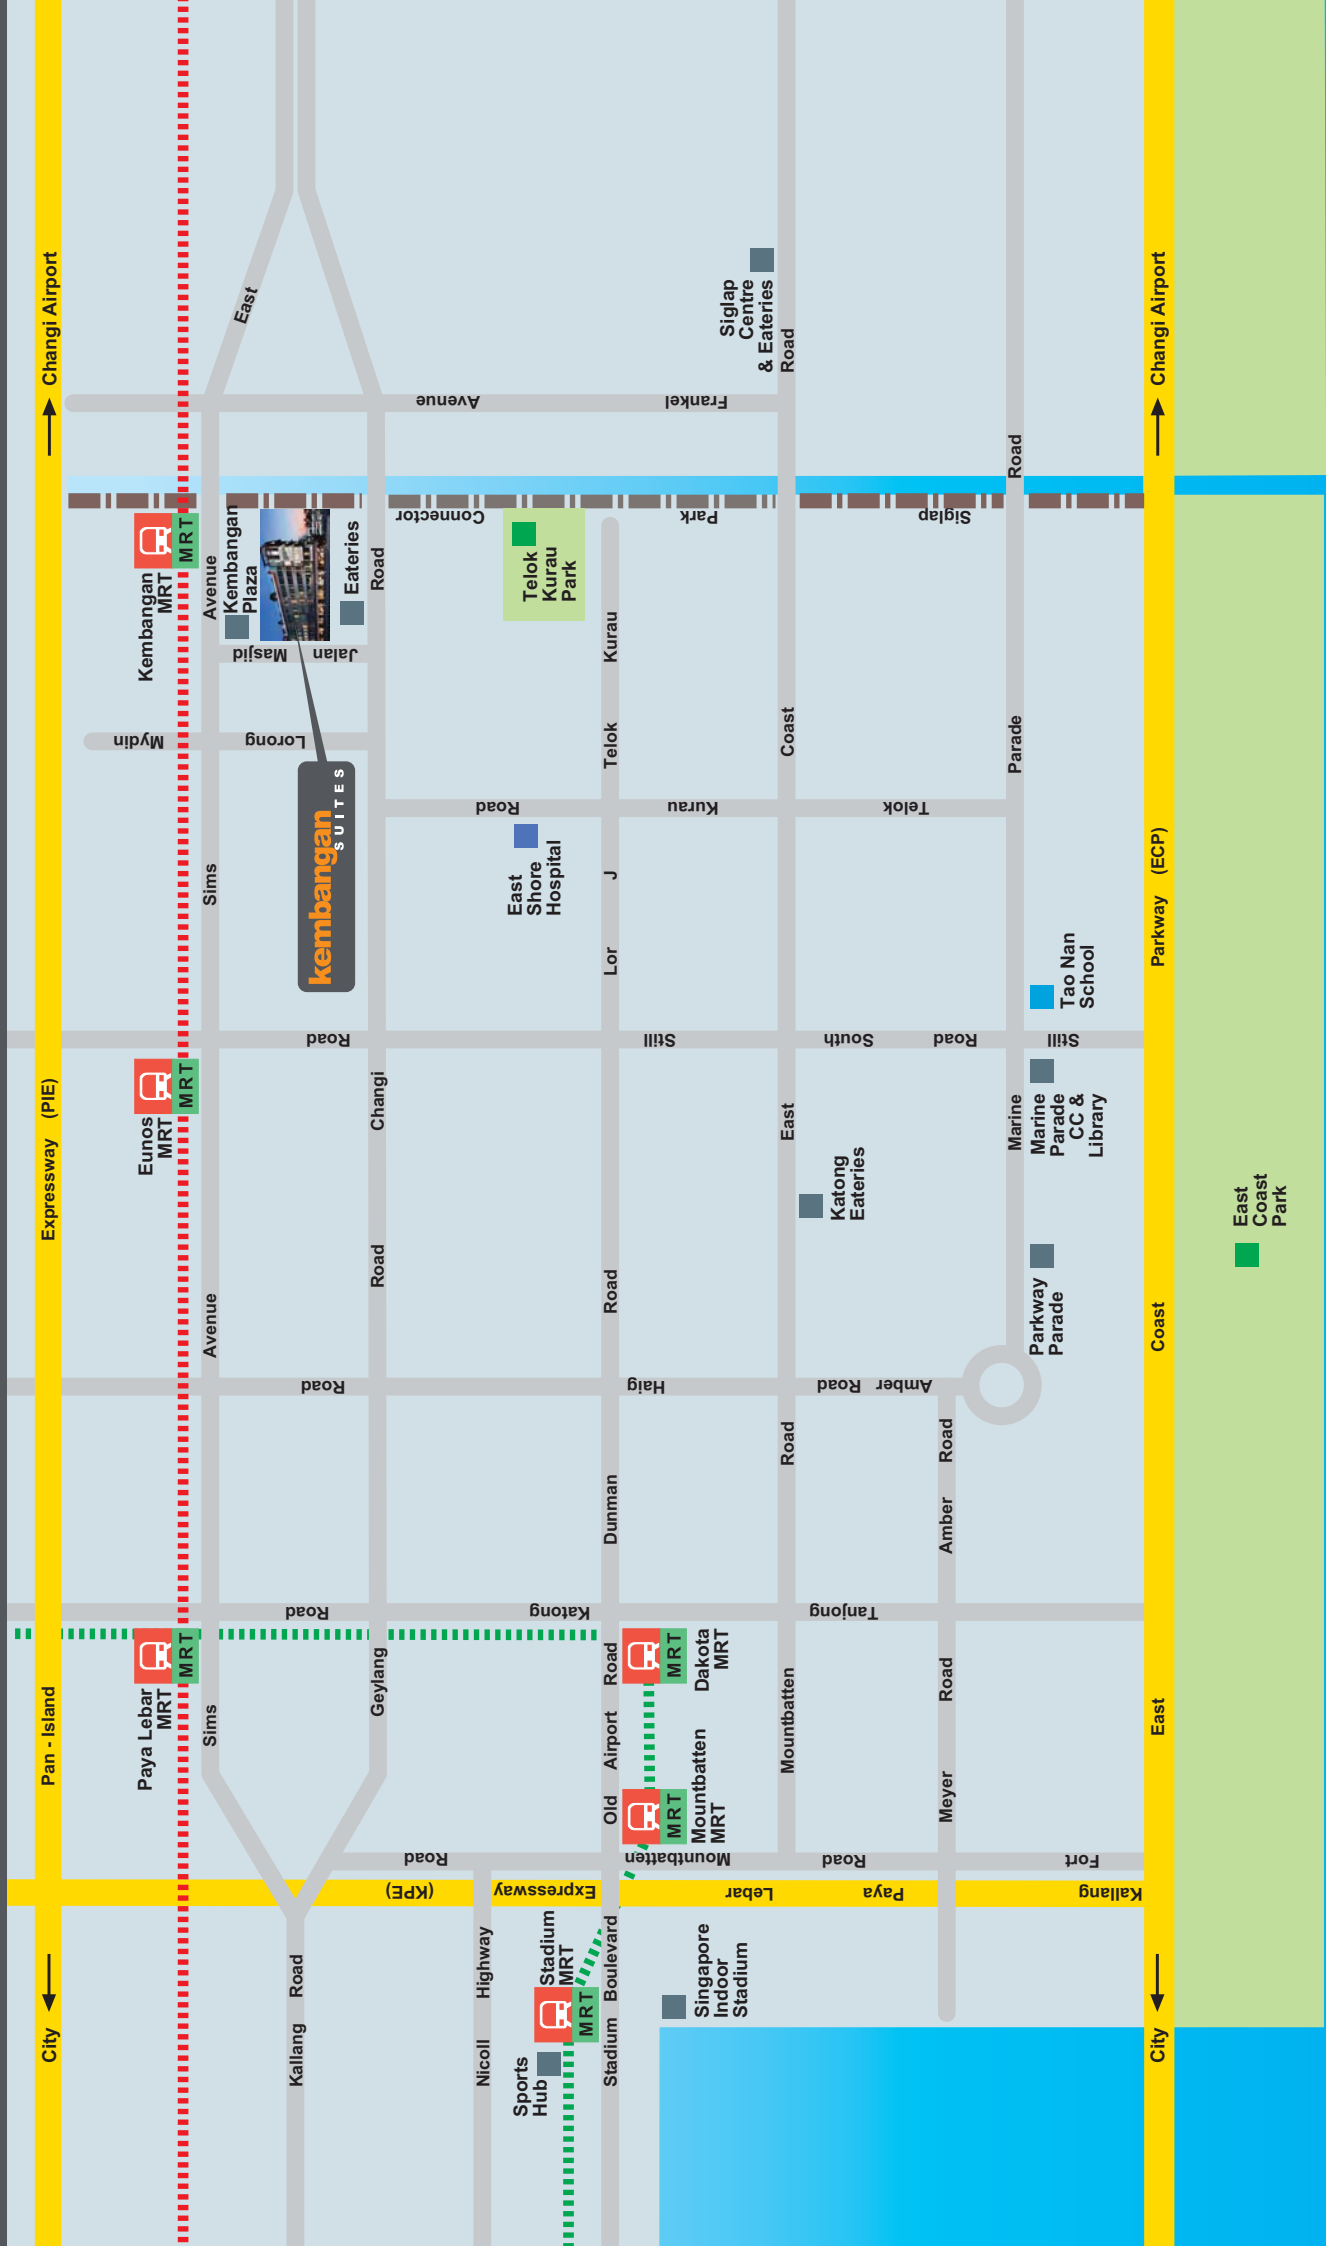 City
Pan - Island
Expressway (PIE)
Changi Airport
Paya Lebar
MRT
MRT
Eunos
MRT
MRT
Kembangan
MRT
MRT
Sims
Avenue
Sims
Avenue
East
Lorong
Mydin
Jalan
Masjid
Kembangan
Plaza
Eateries
kembangan
SUITES
Kallang
Road
Geylang
Road
Changi
Road
Nicoll
Highway
Sports
Hub
Stadium
MRT
MRT
Stadium
Boulevard
Old
Airport
Road
Dunman
Road
Lor
J
Telok
Kurau
East
Shore
Hospital
Telok
Kurau
Park
Mountbatten
MRT
MRT
Dakota
MRT
MRT
Singapore
Indoor
Stadium
Mountbatten
Road
East
Coast
Road
Siglap
Centre
& Eateries
Katong
Eateries
Meyer
Road
Amber
Road
Marine
Parade
Road
Parkway
Parade
Marine
Parade
CC &
Library
Tao Nan
School
Kallang
Paya
Lebar
Expressway
(KPE)
Fort
Road
Mountbatten
Road
Tanjong
Katong
Road
Amber
Road
Haig
Road
Still
Road
South
Still
Road
Telok
Kurau
Road
Siglap
Park
Connector
Frankel
Avenue
City
East
Coast
Parkway
(ECP)
Changi Airport
East
Coast
Park